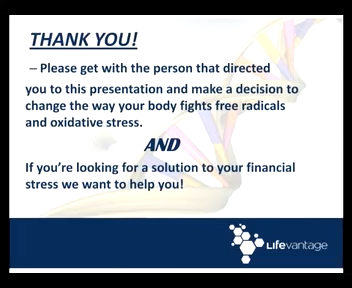 THANK YOU!
– Please get with the person that directed
you to this presentation and make a decision to
change the way your body fights free radicals
and oxidative stress.
AND
If you're looking for a solution to your financial
stress we want to help you!
Lifevantage